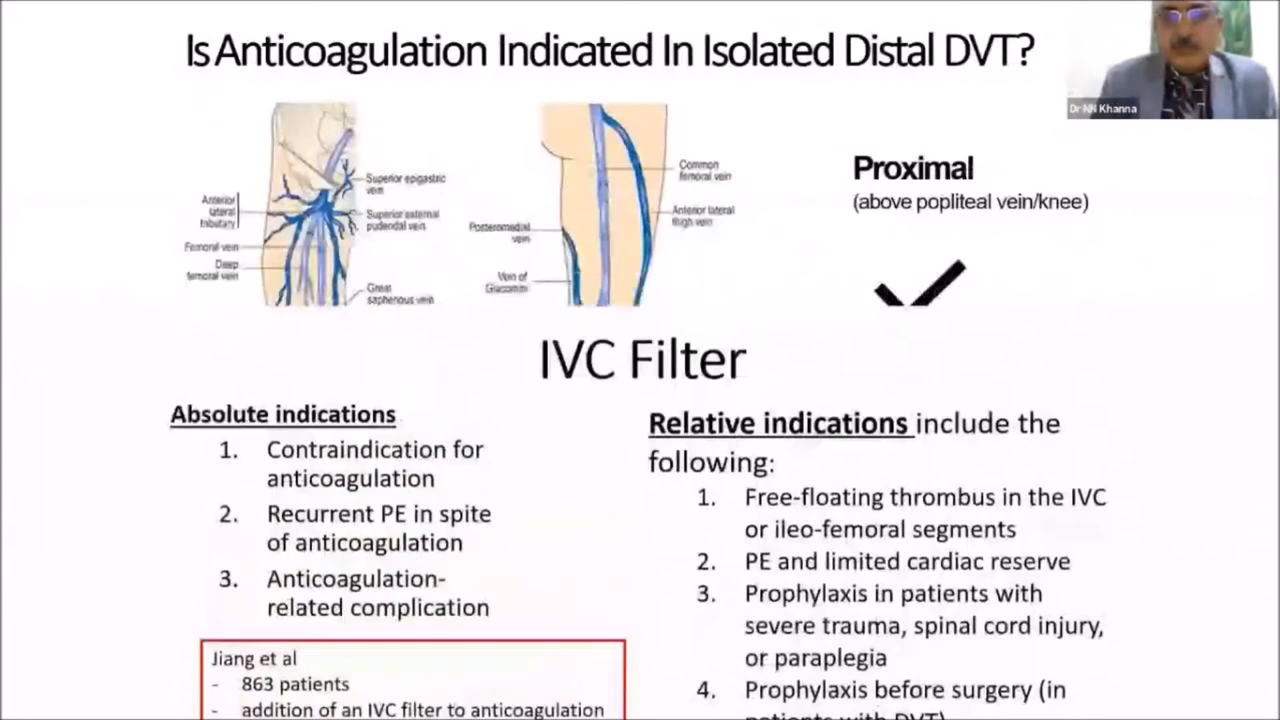 Is Anticoagulation Indicated In Isolated Distal DVT?
Dr NN Khanna
Superior epigastric
vein
Anterior
lateral
tributary
Superior external
pudendal vein
Femoral vein
Deep
femoral vein
Great
saphenous vein
Common
femoral vein
Anterior lateral
thigh vein
Posteromedial
vein
Vein of
Giacomini
Proximal
(above popliteal vein/knee)
IVC Filter
Absolute indications
1. Contraindication for
anticoagulation
2. Recurrent PE in spite
of anticoagulation
3. Anticoagulation-
related complication
Jiang et al
- 863 patients
- addition of an IVC filter to anticoagulation
Relative indications include the
following:
1. Free-floating thrombus in the IVC
or ileo-femoral segments
2. PE and limited cardiac reserve
3. Prophylaxis in patients with
severe trauma, spinal cord injury,
or paraplegia
4. Prophylaxis before surgery (in
patients with DVT)